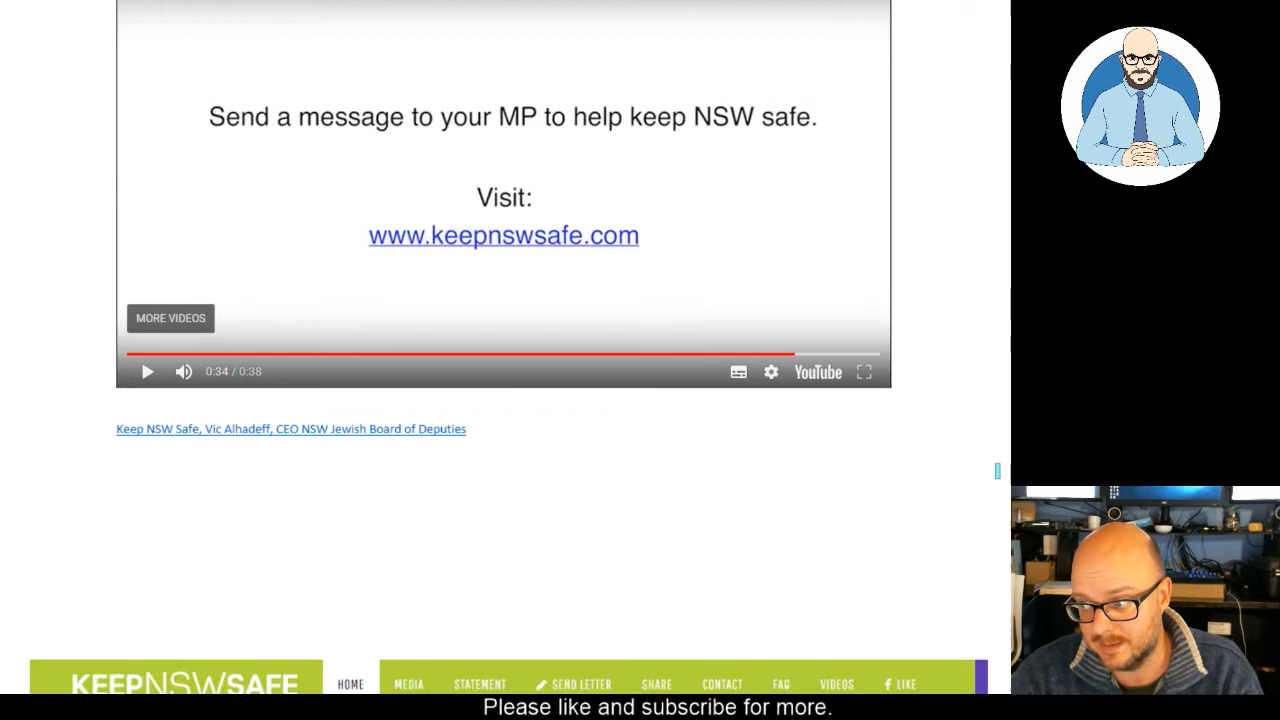 Send a message to your MP to help keep NSW safe.
Visit:
www.keepnswsafe.com
MORE VIDEOS
0:34 / 0:38
YouTube
Keep NSW Safe, Vic Alhadeff, CEO NSW Jewish Board of Deputies
KEEPNSWSAFE HOME MEDIA STATEMENT SEND LETTER SHARE CONTACT FAQ VIDEOS LIKE
Please like and subscribe for more.